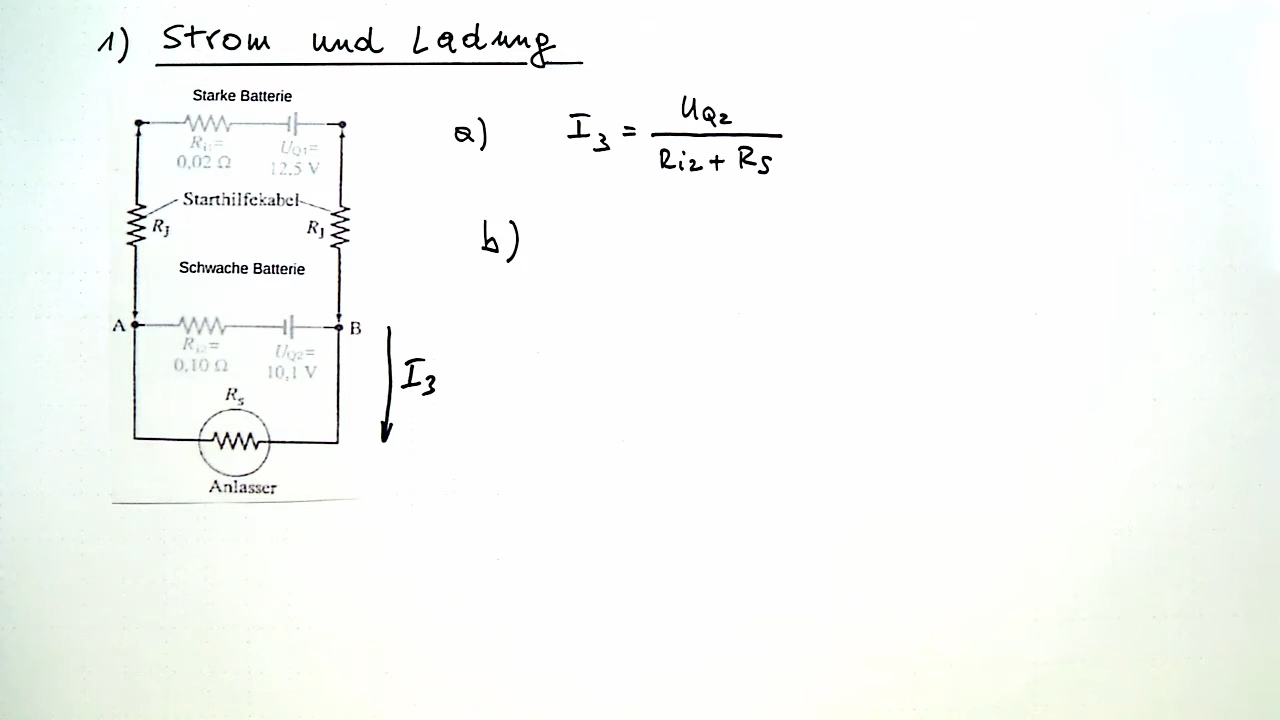 1) Strom und Ladung
Starke Batterie
R_i1=
0,02 Ω
U_Q1=
12,5 V
a) I_3 = U_Q2 / (R_i2 + R_S)
Starthilfekabel
R_J
R_J
b)
Schwache Batterie
A
B
R_i2=
0,10 Ω
U_Q2=
10,1 V
I_3
R_s
Anlasser